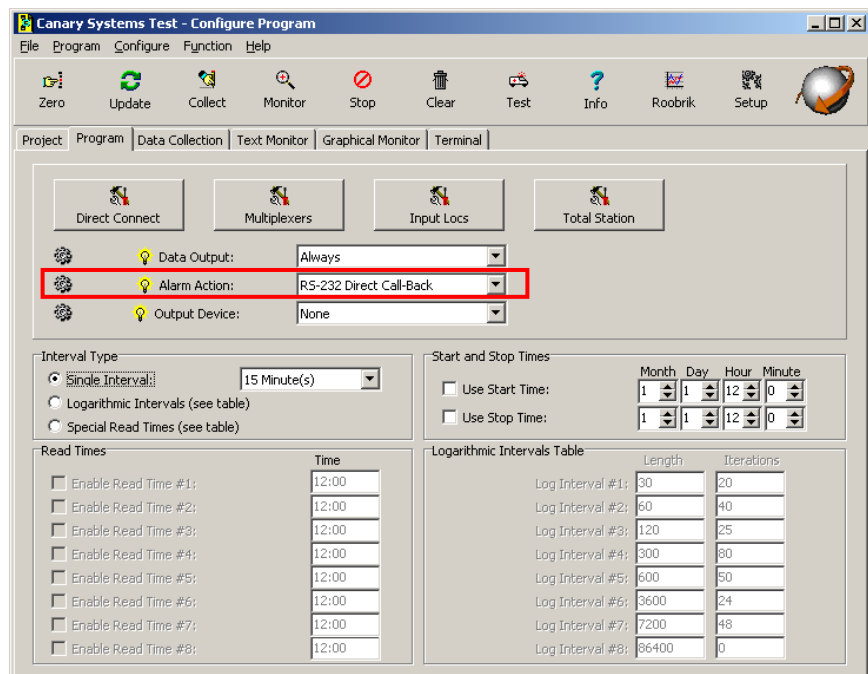 Canary Systems Test - Configure Program
File Program Configure Function Help
Zero Update Collect Monitor Stop Clear Test Info Roobrik Setup
Project Program Data Collection Text Monitor Graphical Monitor Terminal
Direct Connect Multiplexers Input Locs Total Station
Data Output: Always
Alarm Action: RS-232 Direct Call-Back
Output Device: None
Interval Type
Single Interval: 15 Minute(s)
Logarithmic Intervals (see table)
Special Read Times (see table)
Start and Stop Times
Month Day Hour Minute
Use Start Time: 1 1 12 0
Use Stop Time: 1 1 12 0
Read Times
Time
Enable Read Time #1: 12:00
Enable Read Time #2: 12:00
Enable Read Time #3: 12:00
Enable Read Time #4: 12:00
Enable Read Time #5: 12:00
Enable Read Time #6: 12:00
Enable Read Time #7: 12:00
Enable Read Time #8: 12:00
Logarithmic Intervals Table
Length Iterations
Log Interval #1: 30 20
Log Interval #2: 60 40
Log Interval #3: 120 25
Log Interval #4: 300 80
Log Interval #5: 600 50
Log Interval #6: 3600 24
Log Interval #7: 7200 48
Log Interval #8: 86400 0